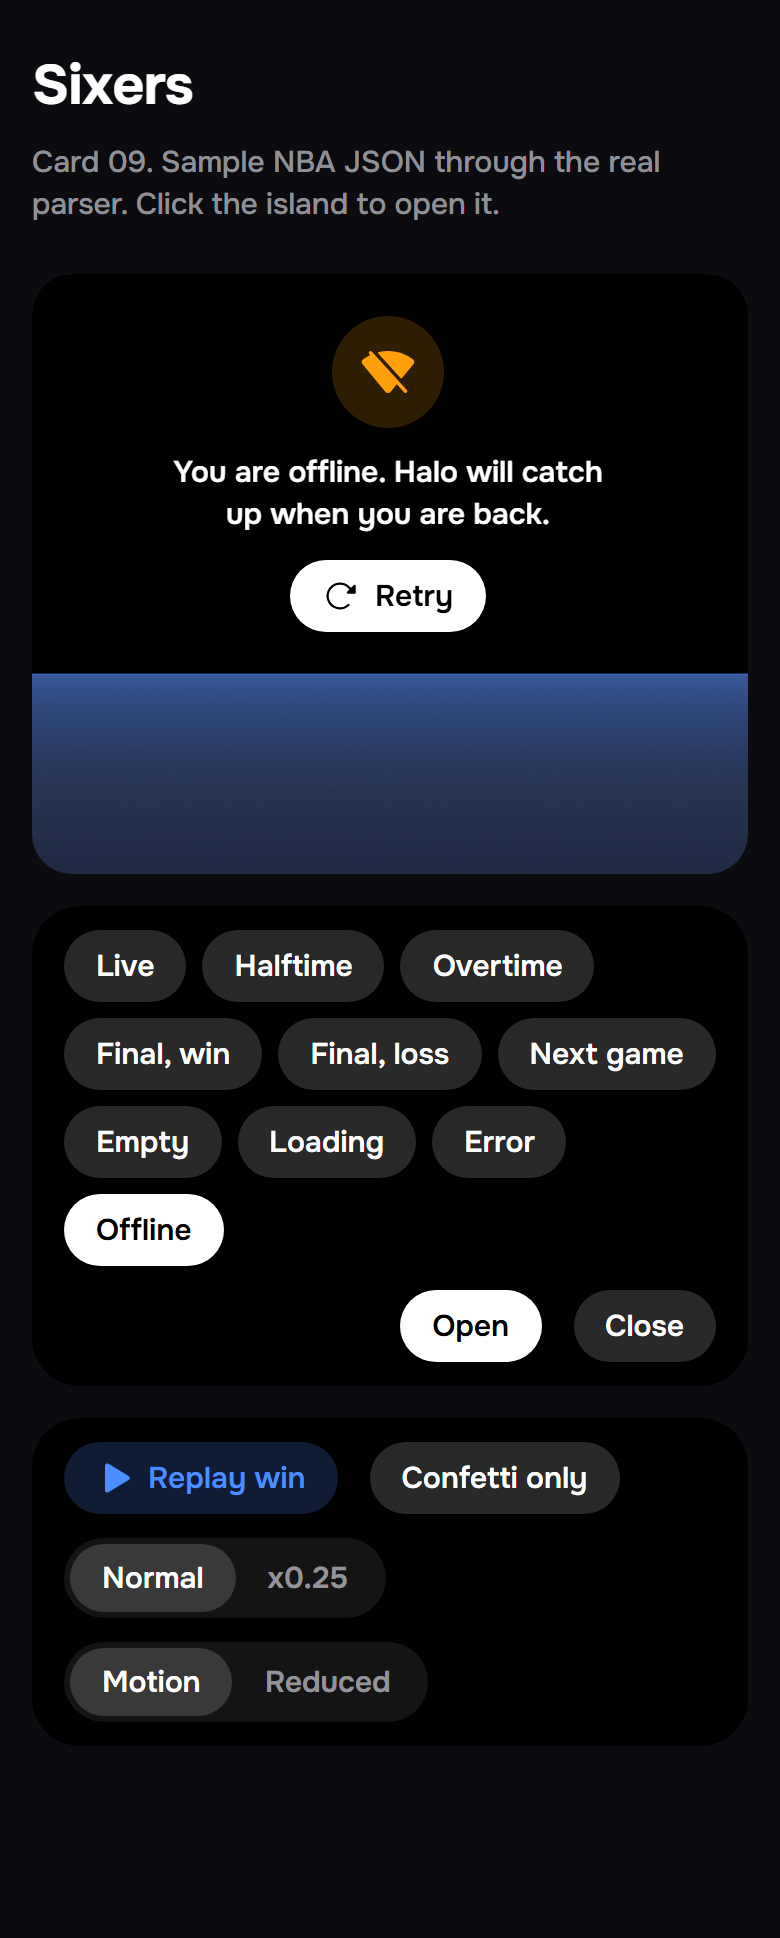 Sixers
Card 09. Sample NBA JSON through the real
parser. Click the island to open it.
You are offline. Halo will catch
up when you are back.
Retry
Live Halftime Overtime
Final, win Final, loss Next game
Empty Loading Error
Offline
Open Close
Replay win Confetti only
Normal x0.25
Motion Reduced